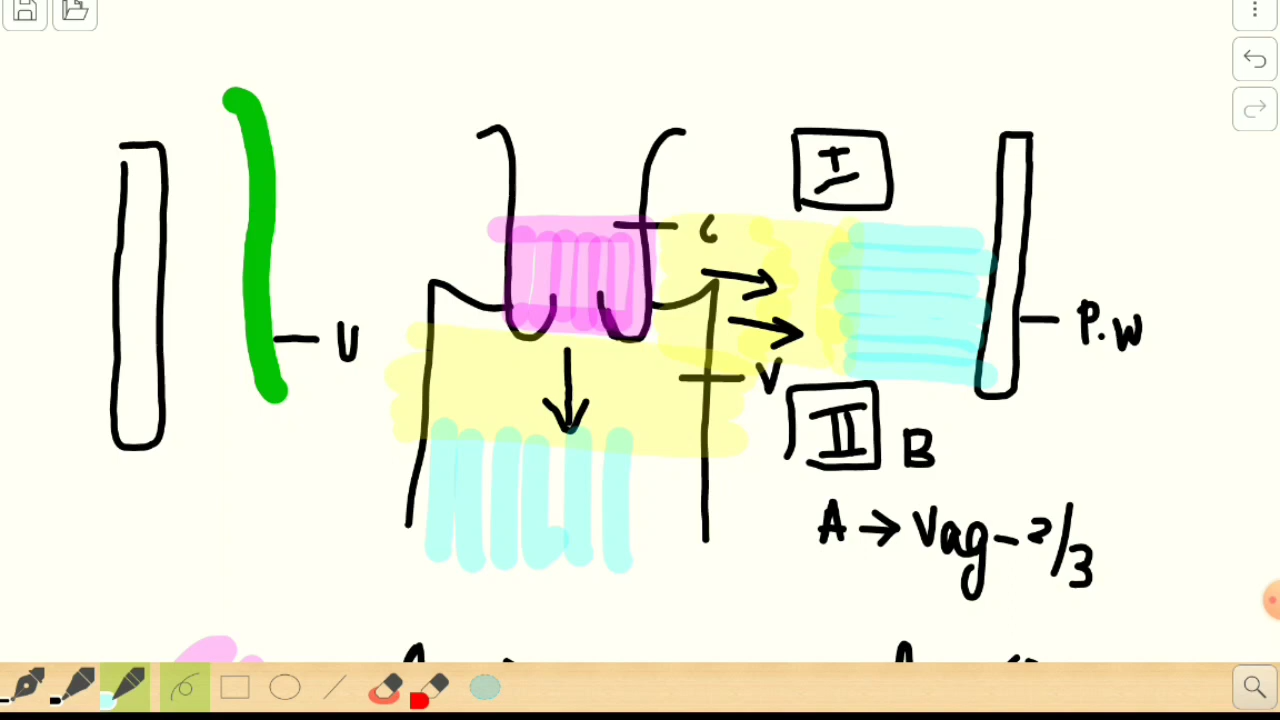 I
C
U
P.W
V
II B
A → Vag - 2/3